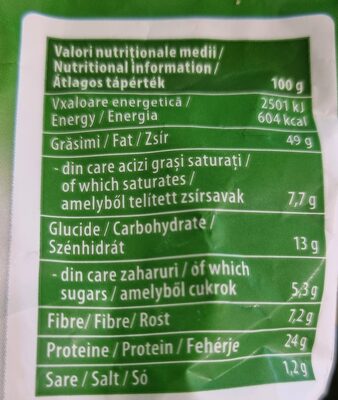 Valori nutriționale medii /
Nutritional information /
Átlagos tápérték 100 g
Vxaloare energetică / 2501 kJ
Energy / Energia 604 kcal
Grăsimi / Fat / Zsír 49 g
- din care acizi grași saturați /
of which saturates /
amelyből telített zsírsavak 7,7 g
Glucide / Carbohydrate /
Szénhidrát 13 g
- din care zaharuri / of which
sugars / amelyből cukrok 5,3 g
Fibre/ Fibre/ Rost 7,2 g
Proteine / Protein / Fehérje 24 g
Sare / Salt / Só 1,2 g